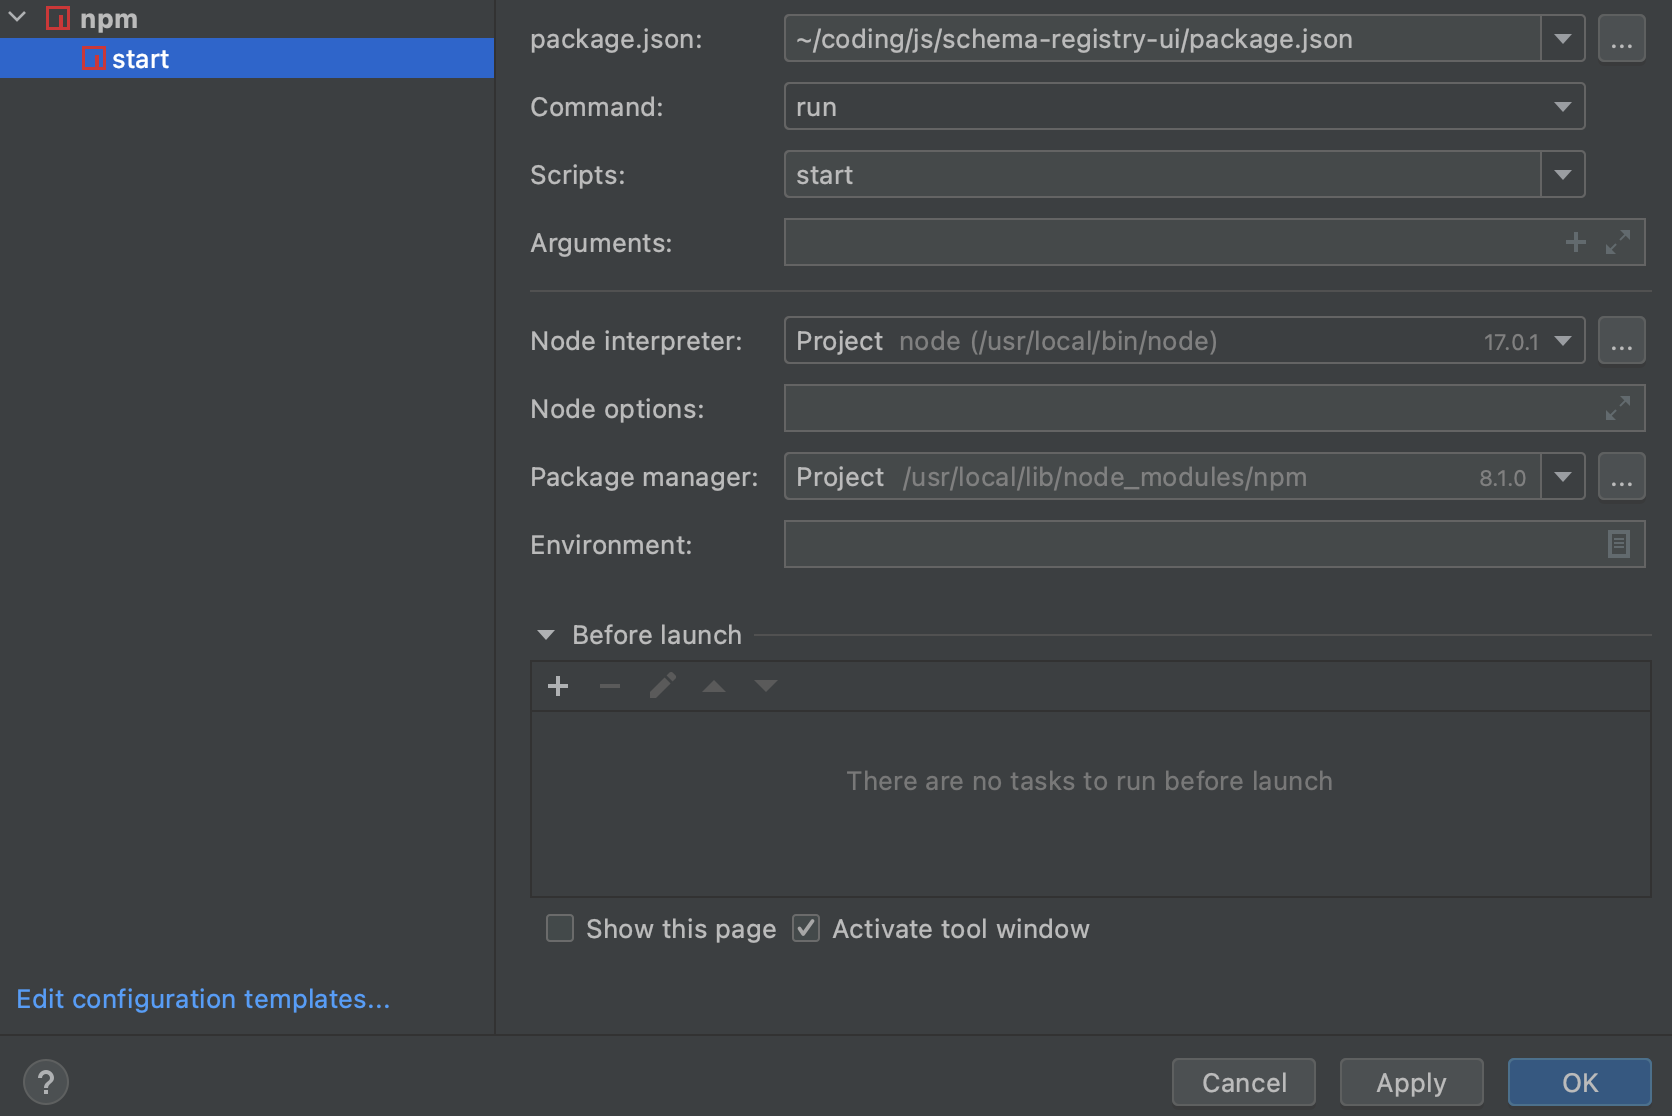 npm
start
package.json: ~/coding/js/schema-registry-ui/package.json ...
Command: run
Scripts: start
Arguments:
Node interpreter: Project node (/usr/local/bin/node) 17.0.1 ...
Node options:
Package manager: Project /usr/local/lib/node_modules/npm 8.1.0 ...
Environment:
Before launch
There are no tasks to run before launch
Show this page Activate tool window
Edit configuration templates...
? Cancel Apply OK